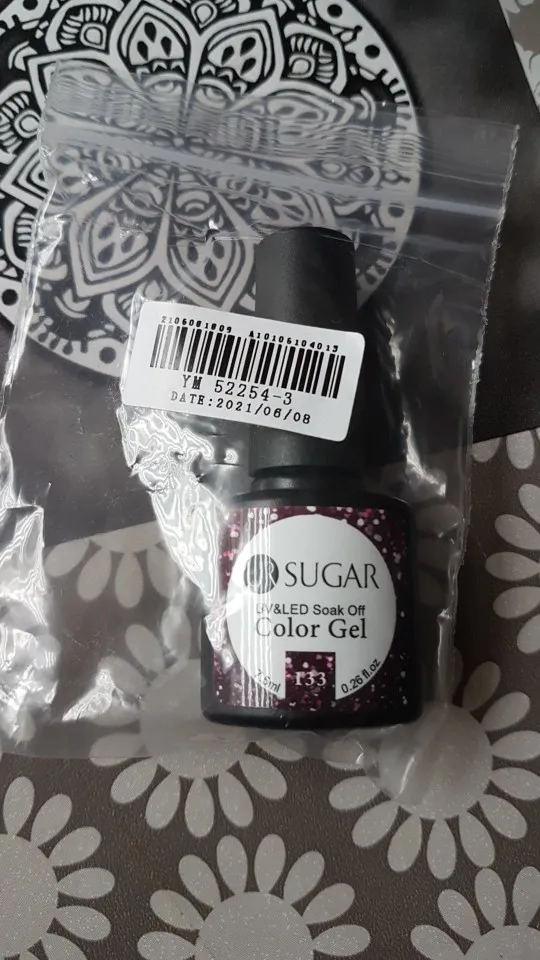 2106081809 A10106104013
YM 52254-3
DATE:2021/06/08
UR SUGAR
UV&LED Soak Off
Color Gel
7.5ml 133 0.26 fl.oz